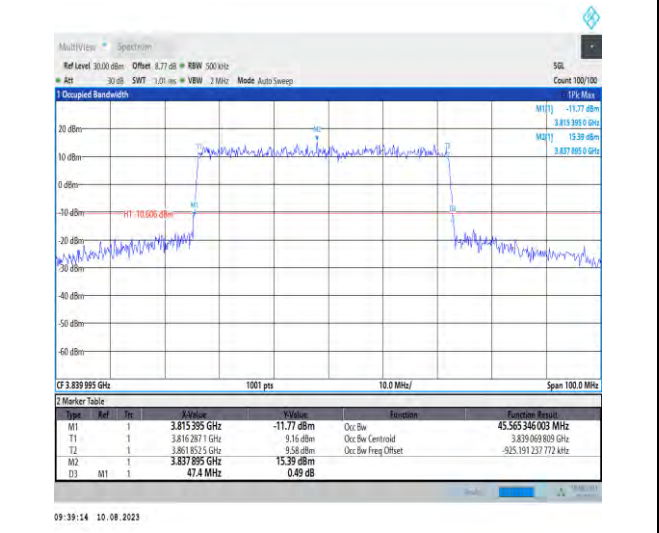 MultiView Spectrum
Ref Level 30.00 dBm Offset 8.77 dB RBW 500 kHz SGL
Att 30 dB SWT 1.01 ms VBW 2 MHz Mode Auto Sweep Count 100/100
1 Occupied Bandwidth 1Pk Max
M1[1] -11.77 dBm
3.815 395 0 GHz
M2[1] 15.39 dBm
3.837 895 0 GHz
20 dBm
M2
T1 T2
10 dBm
0 dBm
M1
D3
-10 dBm
H1 -10.606 dBm
-20 dBm
-30 dBm
-40 dBm
-50 dBm
-60 dBm
CF 3.839 995 GHz 1001 pts 10.0 MHz/ Span 100.0 MHz
2 Marker Table
Type Ref Trc X-Value Y-Value Function Function Result
M1 1 3.815 395 GHz -11.77 dBm Occ Bw 45.565 346 003 MHz
T1 1 3.816 287 1 GHz 9.16 dBm Occ Bw Centroid 3.839 069 809 GHz
T2 1 3.861 852 5 GHz 9.58 dBm Occ Bw Freq Offset -925.191 237 772 kHz
M2 1 3.837 895 GHz 15.39 dBm
D3 M1 1 47.4 MHz 0.49 dB
09:39:14 10.08.2023